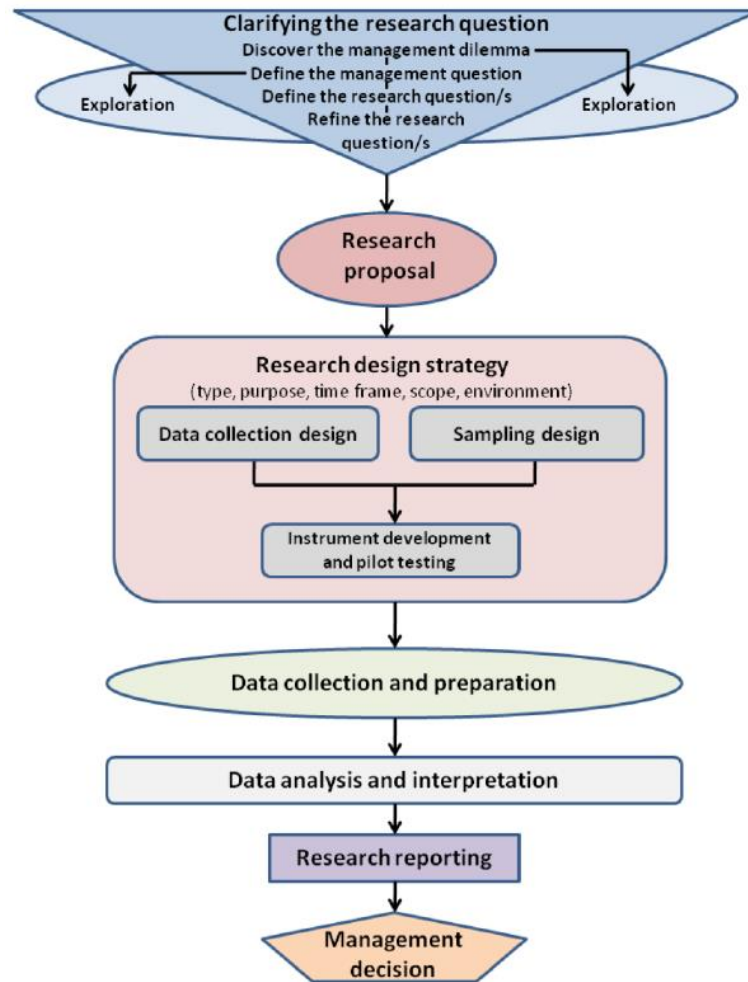 Clarifying the research question
Discover the management dilemma
Define the management question
Exploration
Define the research question/s
Exploration
Refine the research
question/s
Research
proposal
Research design strategy
(type, purpose, time frame, scope, environment)
Data collection design
Sampling design
Instrument development
and pilot testing
Data collection and preparation
Data analysis and interpretation
Research reporting
Management
decision